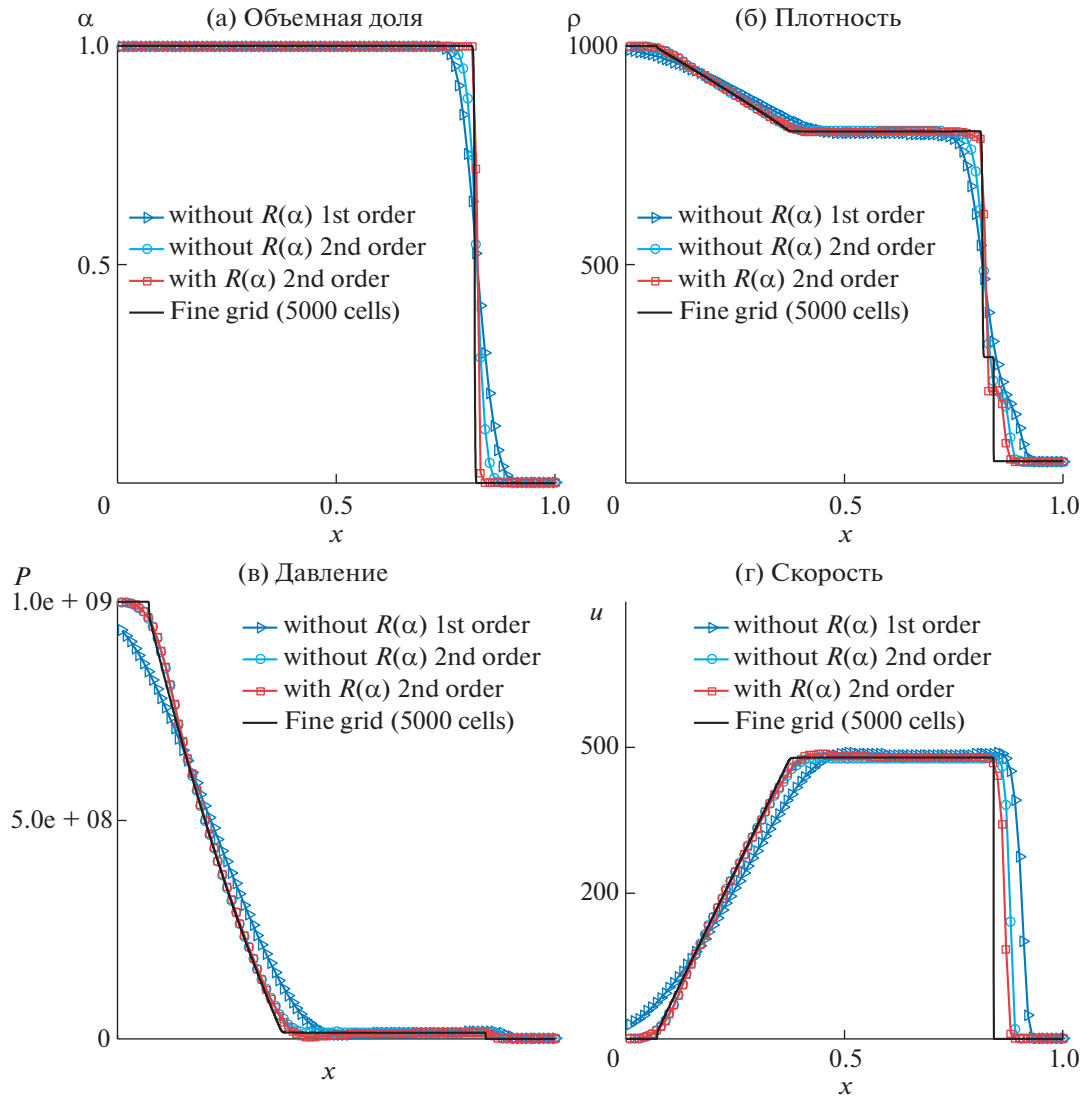 α
(а) Объемная доля
1.0
without R(α) 1st order
without R(α) 2nd order
with R(α) 2nd order
Fine grid (5000 cells)
0.5
0
0.5
1.0
x
ρ
(б) Плотность
1000
without R(α) 1st order
without R(α) 2nd order
with R(α) 2nd order
Fine grid (5000 cells)
500
0
0.5
1.0
x
P
(в) Давление
1.0e + 09
without R(α) 1st order
without R(α) 2nd order
with R(α) 2nd order
Fine grid (5000 cells)
5.0e + 08
0
x
(г) Скорость
u
without R(α) 1st order
without R(α) 2nd order
with R(α) 2nd order
Fine grid (5000 cells)
500
200
0
0.5
1.0
x